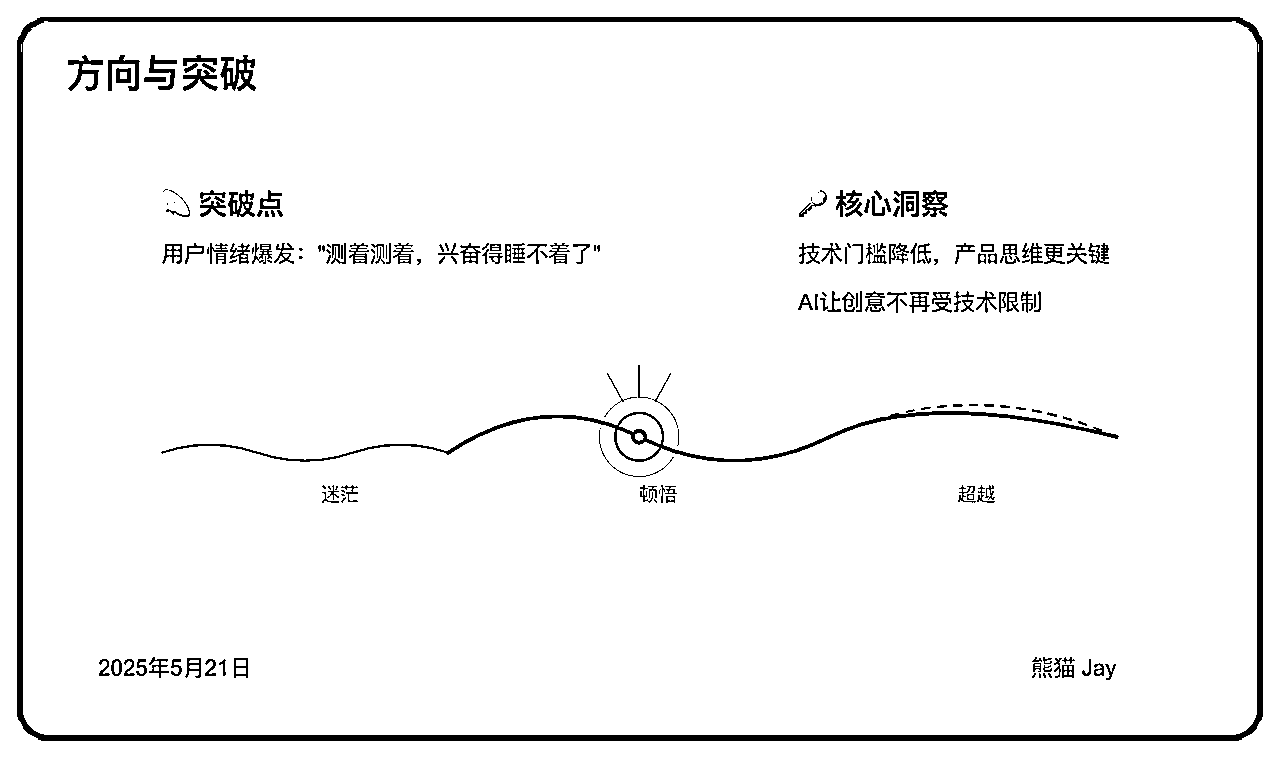 方向与突破
突破点
用户情绪爆发："测着测着，兴奋得睡不着了"
核心洞察
技术门槛降低，产品思维更关键
AI让创意不再受技术限制
迷茫
顿悟
超越
2025年5月21日
熊猫 Jay